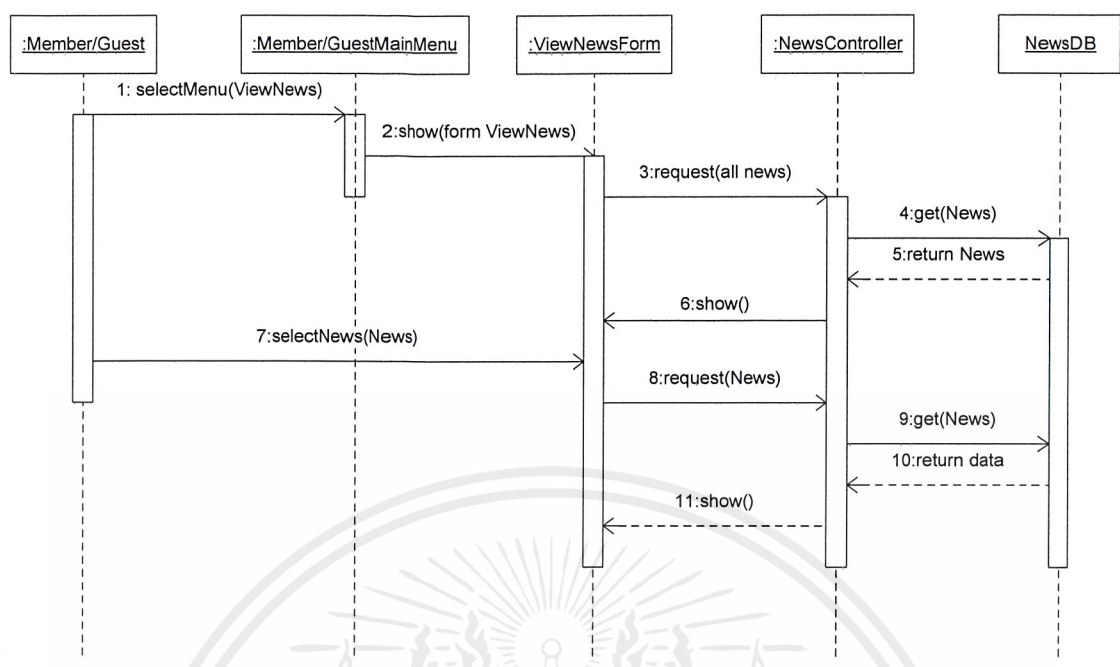 :Member/Guest
:Member/GuestMainMenu
:ViewNewsForm
:NewsController
NewsDB
1: selectMenu(ViewNews)
2:show(form ViewNews)
3:request(all news)
4:get(News)
5:return News
6:show()
7:selectNews(News)
8:request(News)
9:get(News)
10:return data
11:show()